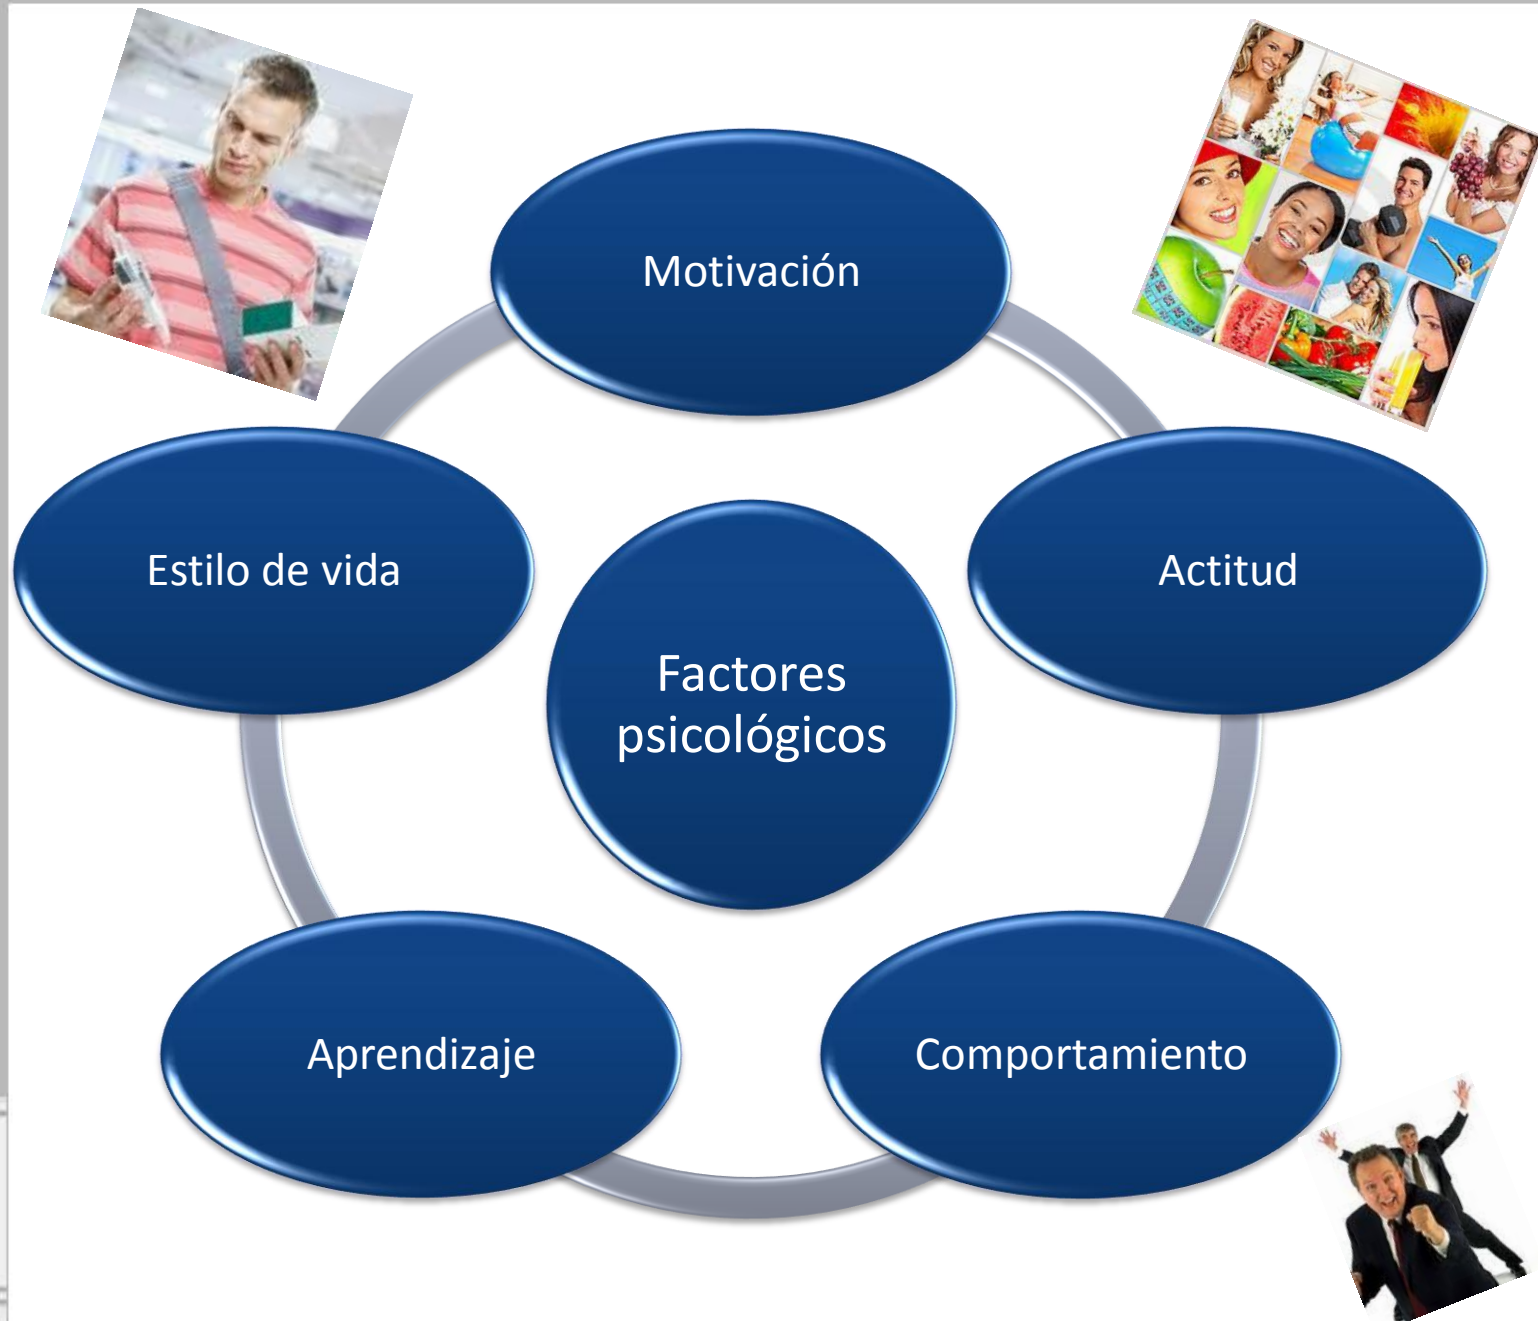 Motivación
Estilo de vida
Actitud
Factores
psicológicos
Aprendizaje
Comportamiento